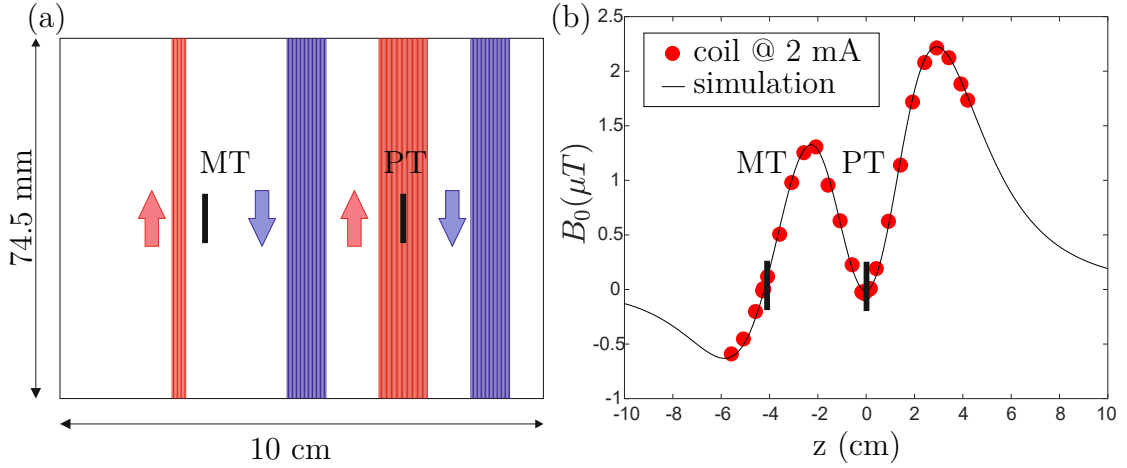 (a)
MT
PT
74.5 mm
10 cm
(b)
2.5
2
1.5
1
0.5
0
-0.5
-1
B₀(μT)
coil @ 2 mA
simulation
MT
PT
-10 -8 -6 -4 -2 0 2 4 6 8 10
z (cm)